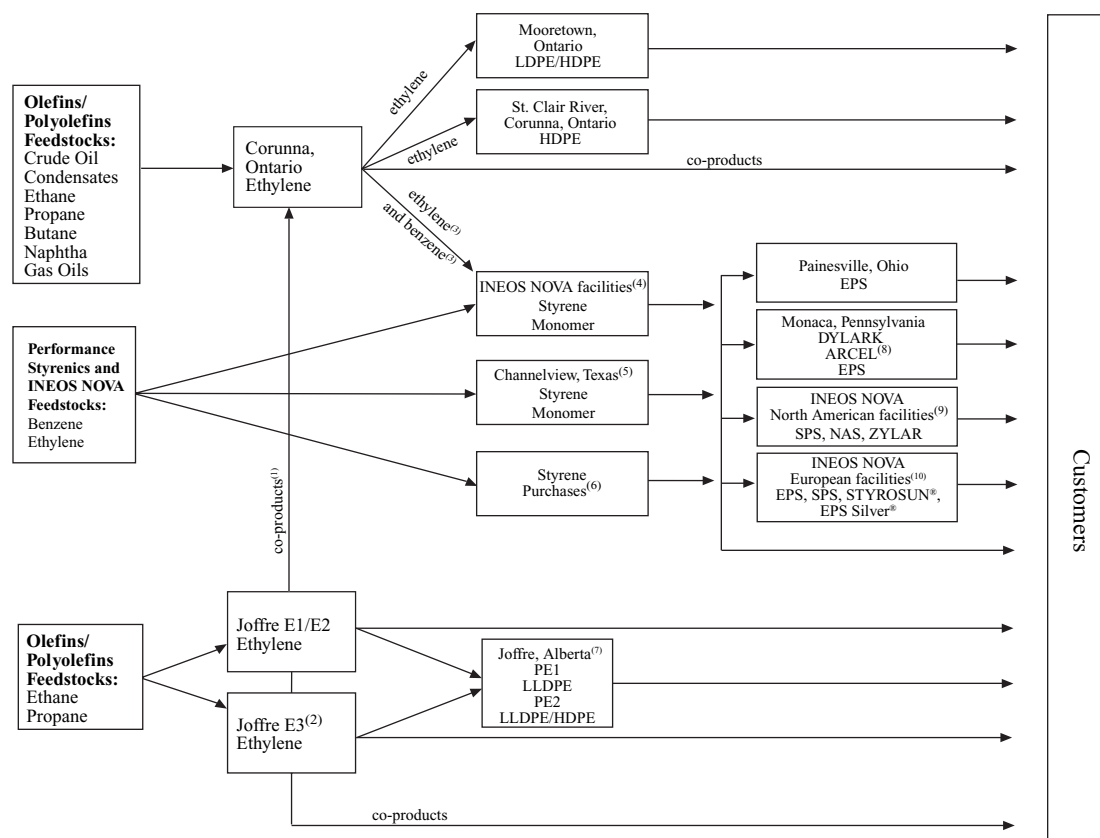 Mooretown,
Ontario
LDPE/HDPE
ethylene
Olefins/
Polyolefins
Feedstocks:
Crude Oil
Condensates
Ethane
Propane
Butane
Naphtha
Gas Oils
St. Clair River,
Corunna, Ontario
HDPE
Corunna,
Ontario
Ethylene
ethylene
co-products
ethylene(3)
and benzene(3)
Painesville, Ohio
EPS
INEOS NOVA facilities(4)
Styrene
Monomer
Monaca, Pennsylvania
DYLARK
ARCEL(8)
EPS
Performance
Styrenics and
INEOS NOVA
Feedstocks:
Benzene
Ethylene
Channelview, Texas(5)
Styrene
Monomer
INEOS NOVA
North American facilities(9)
SPS, NAS, ZYLAR
Styrene
Purchases(6)
INEOS NOVA
European facilities(10)
EPS, SPS, STYROSUN®,
EPS Silver®
co-products(1)
Customers
Joffre E1/E2
Ethylene
Olefins/
Polyolefins
Feedstocks:
Ethane
Propane
Joffre, Alberta(7)
PE1
LLDPE
PE2
LLDPE/HDPE
Joffre E3(2)
Ethylene
co-products